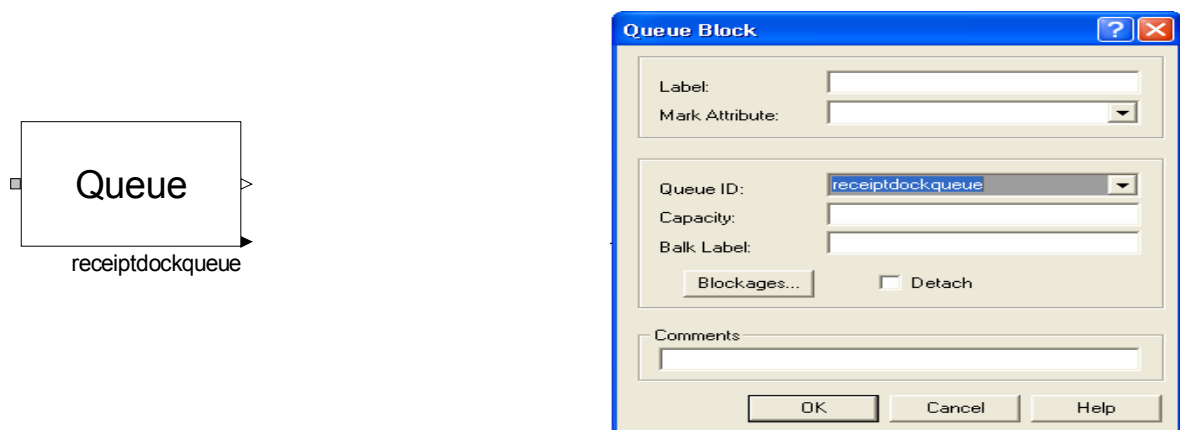 Queue
receiptdockqueue
Queue Block
Label:
Mark Attribute:
Queue ID: receiptdockqueue
Capacity:
Balk Label:
Blockages... Detach
Comments
OK Cancel Help